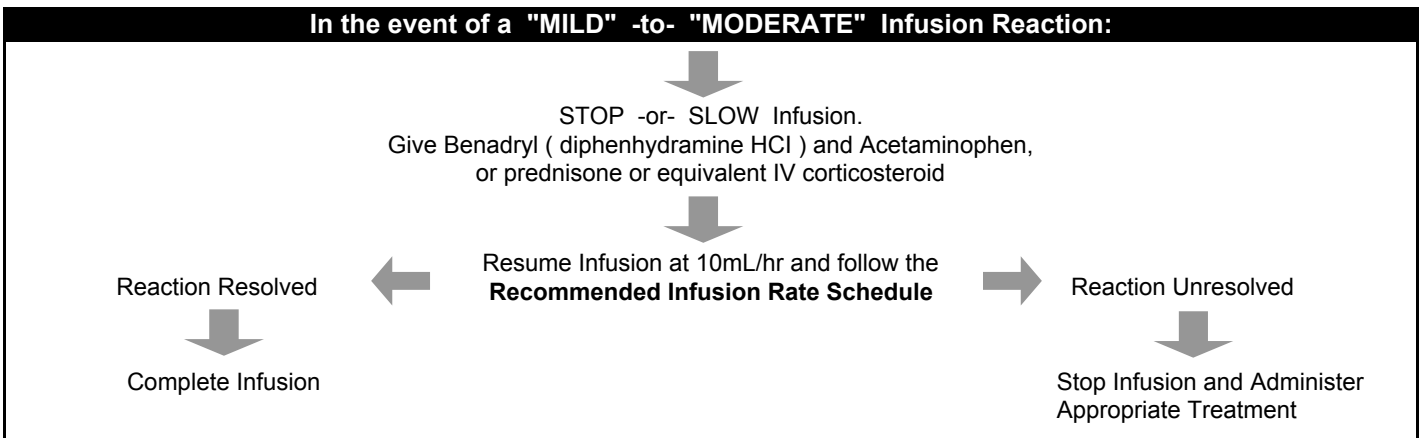 In the event of a "MILD" -to- "MODERATE" Infusion Reaction:
STOP -or- SLOW Infusion.
Give Benadryl ( diphenhydramine HCl ) and Acetaminophen,
or prednisone or equivalent IV corticosteroid
Resume Infusion at 10mL/hr and follow the
Recommended Infusion Rate Schedule
Reaction Resolved
Reaction Unresolved
Complete Infusion
Stop Infusion and Administer
Appropriate Treatment